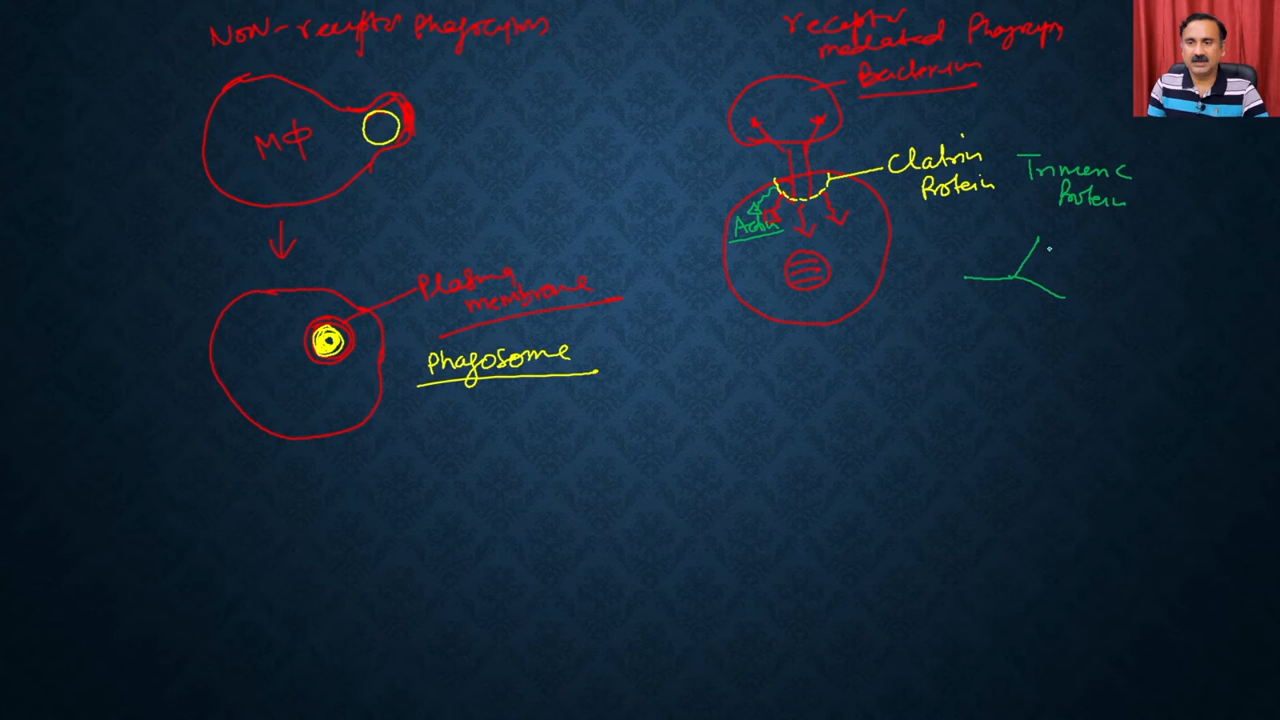 Non-receptor phagocytosis
receptor
mediated Phagocytosis
Bacterium
MΦ
Clatrin
Protein
Trimeric
Protein
Actin
Plasma
membrane
Phagosome